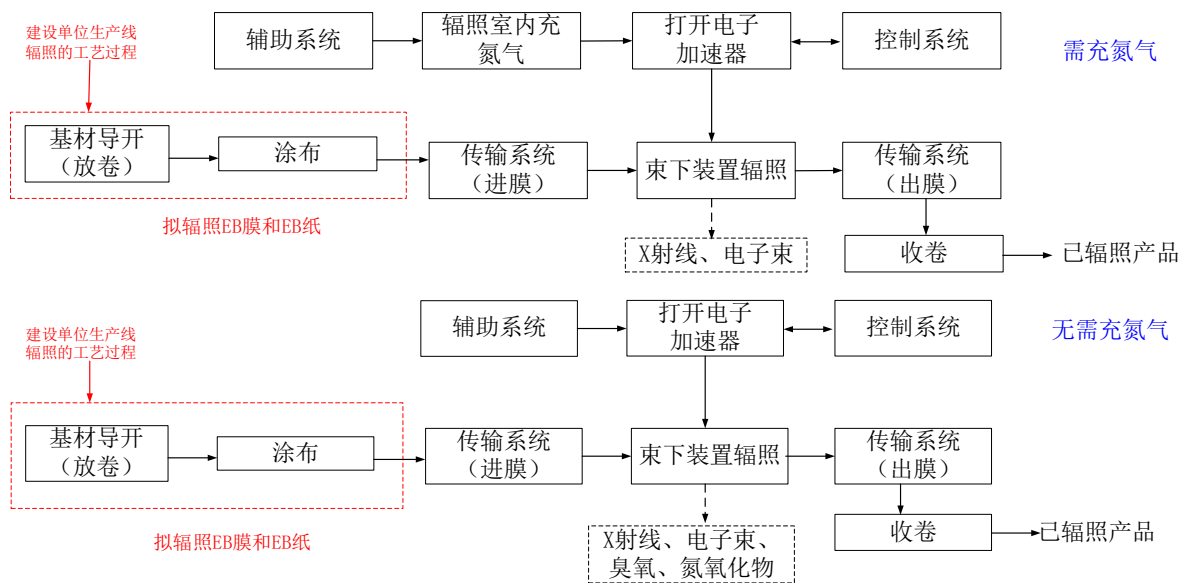 建设单位生产线
辐照的工艺过程
辅助系统
辐照室内充
氮气
打开电子
加速器
控制系统
需充氮气
基材导开
(放卷)
涂布
传输系统
(进膜)
束下装置辐照
传输系统
(出膜)
拟辐照EB膜和EB纸
X射线、电子束
收卷
已辐照产品
建设单位生产线
辐照的工艺过程
辅助系统
打开电子
加速器
控制系统
无需充氮气
基材导开
(放卷)
涂布
传输系统
(进膜)
束下装置辐照
传输系统
(出膜)
拟辐照EB膜和EB纸
X射线、电子束、
臭氧、氮氧化物
收卷
已辐照产品